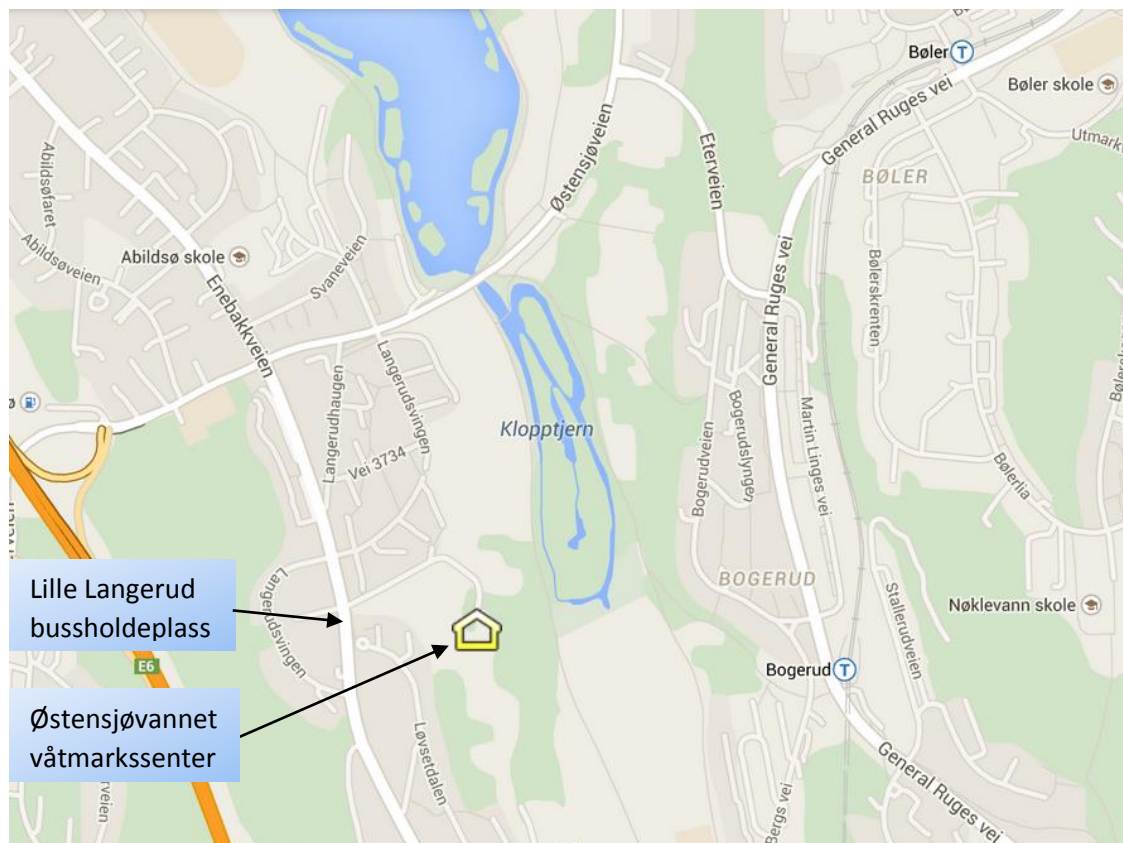 Bøler
Bøler skole
General Ruges vei
Utmark
Abildsøfaret
Østensjøveien
Eterveien
BØLER
Abildsø skole
Abildsøveien
Svaneveien
Enebakkveien
Bølerskrenten
General Ruges vei
Langerudhaugen
Langerudsvingen
Klopptjern
Vei 3734
Bogerudveien
Bogerudslyngen
Martin Linges vei
Bølerlia
Lille Langerud
bussholdeplass
Langerudsvingen
BOGERUD
Stallerudveien
Nøklevann skole
E6
Bogerud
Østensjøvannet
våtmarkssenter
Løvsetdalen
General Ruges vei
Bergs vei